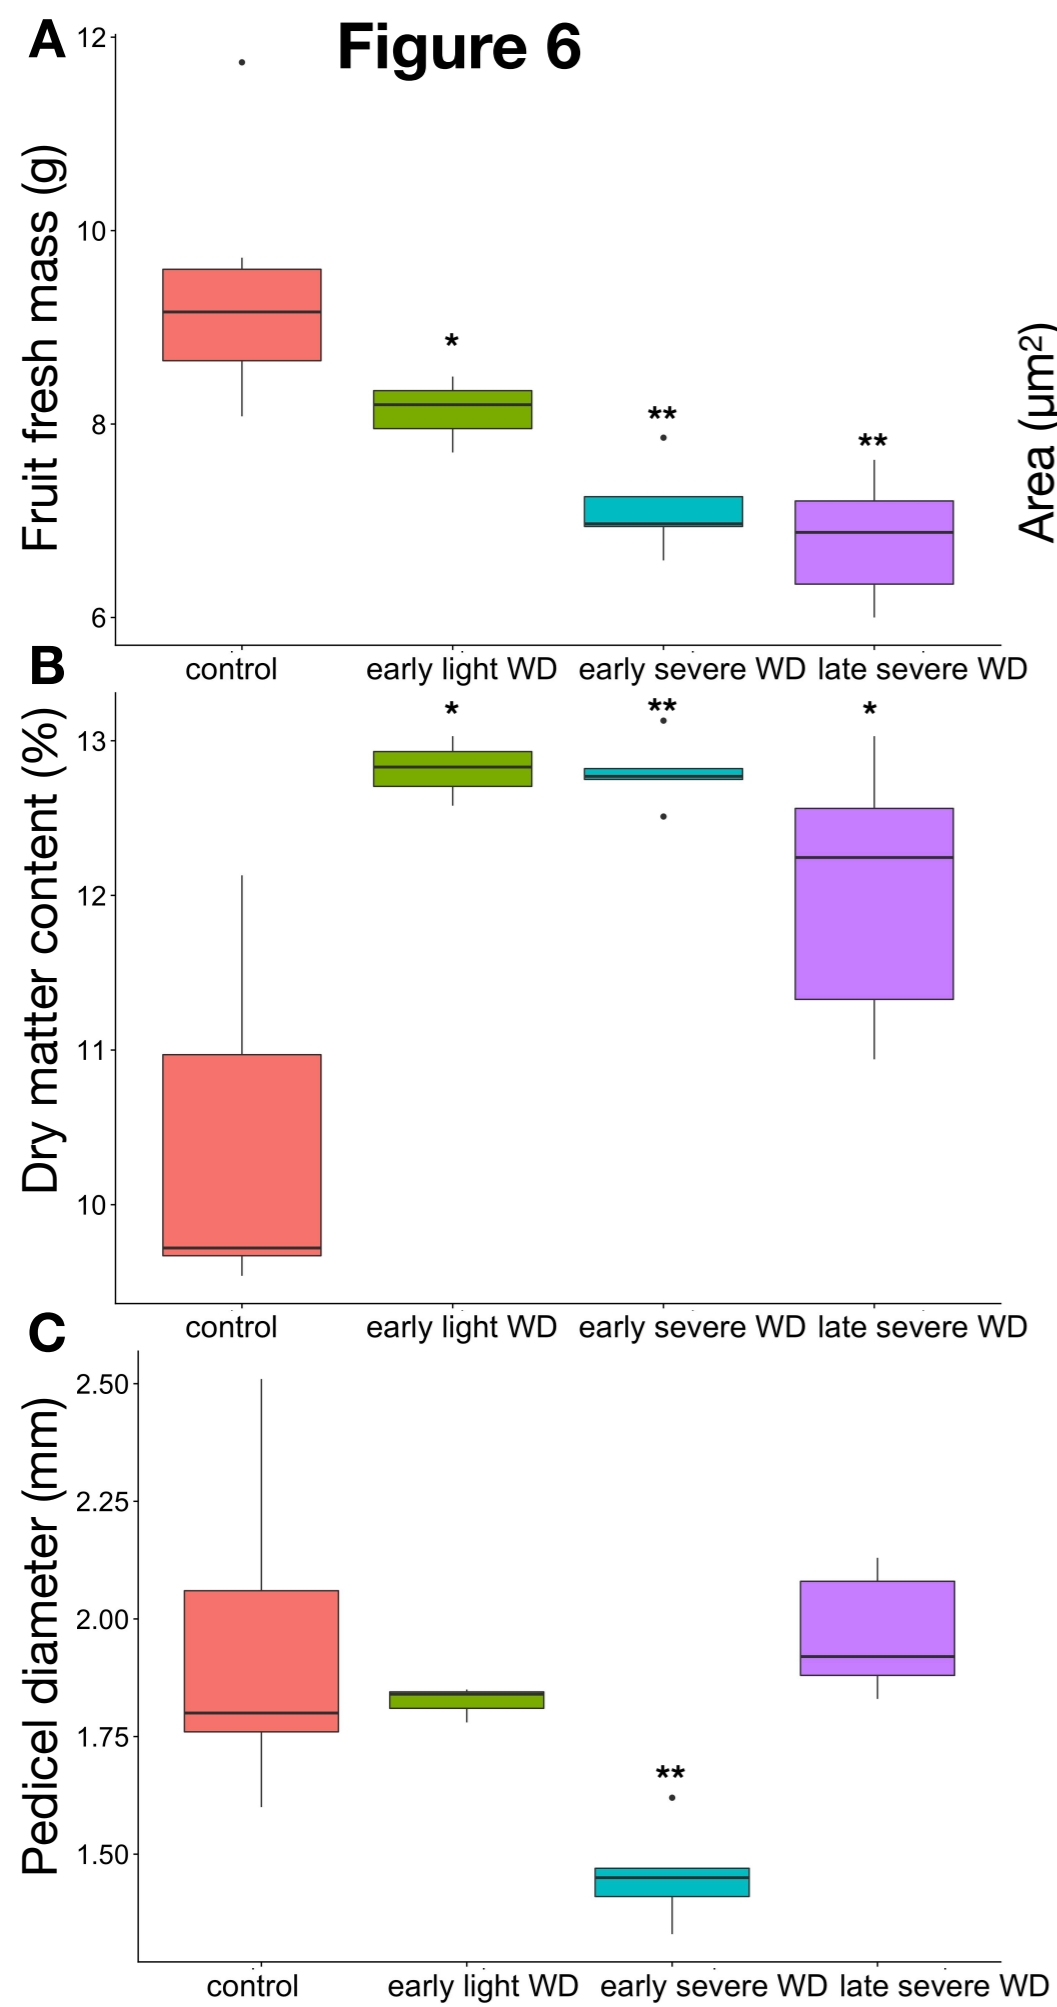 A
Figure 6
Fruit fresh mass (g)
12
10
8
6
*
**
**
control
early light WD
early severe WD
late severe WD
Area (µm²)
B
Dry matter content (%)
13
12
11
10
*
**
*
control
early light WD
early severe WD
late severe WD
C
Pedicel diameter (mm)
2.50
2.25
2.00
1.75
1.50
**
control
early light WD
early severe WD
late severe WD